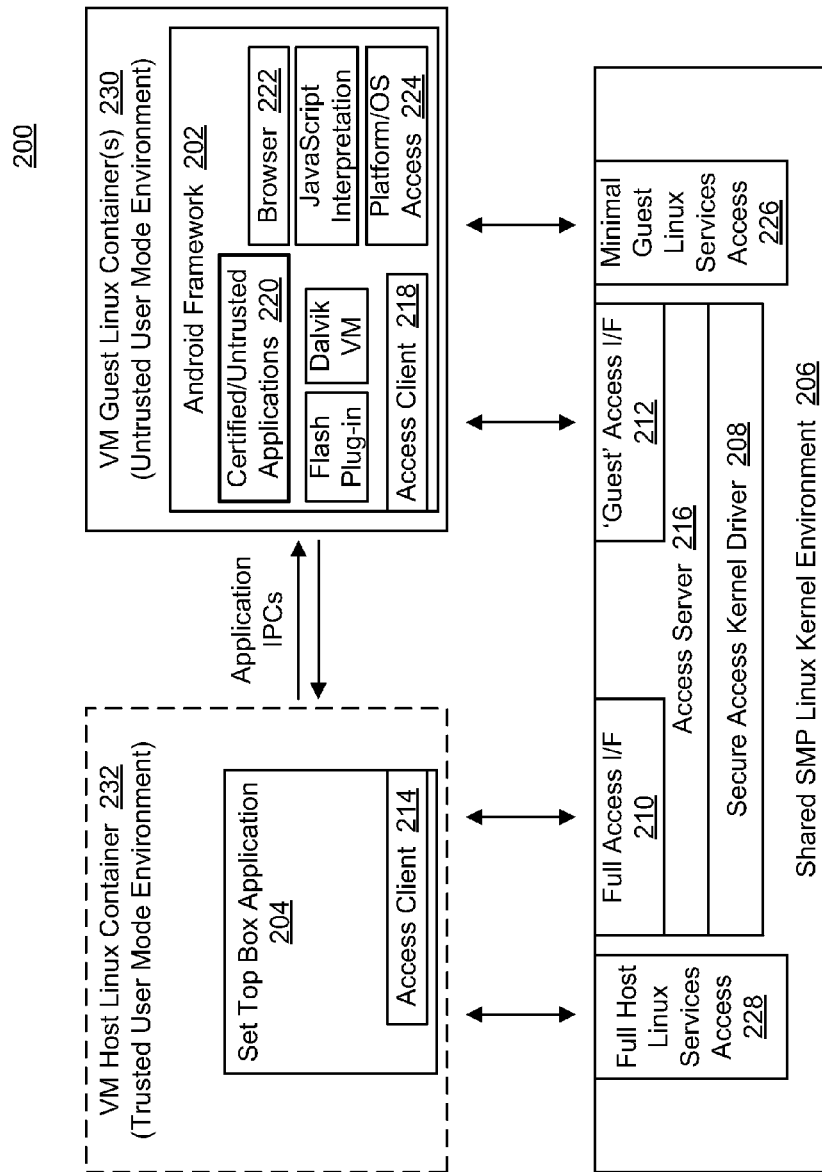 200
VM Host Linux Container 232
(Trusted User Mode Environment)
Set Top Box Application
204
Access Client 214
Application
IPCs
VM Guest Linux Container(s) 230
(Untrusted User Mode Environment)
Android Framework 202
Certified/Untrusted
Applications 220
Flash
Plug-in
Dalvik
VM
Access Client 218
Browser 222
JavaScript
Interpretation
Platform/OS
Access 224
Full Host
Linux
Services
Access
228
Full Access I/F
210
'Guest' Access I/F
212
Access Server 216
Secure Access Kernel Driver 208
Minimal
Guest
Linux
Services
Access
226
Shared SMP Linux Kernel Environment 206